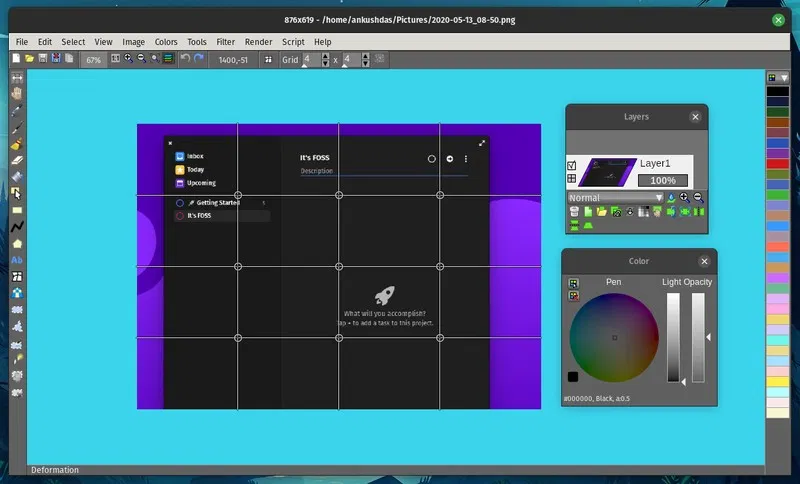 876x619 - /home/ankushdas/Pictures/2020-05-13_08-50.png
File Edit Select View Image Colors Tools Filter Render Script Help
67% 1400,-51 Grid 4 x 4
Layers
Layer1
100%
Normal
Color
Pen Light Opacity
#000000, Black, a:0.5
Ab
Inbox
Today
Upcoming
Getting Started 5
It's FOSS
It's FOSS
Description
What will you accomplish?
Tap + to add a task to this project.
Deformation